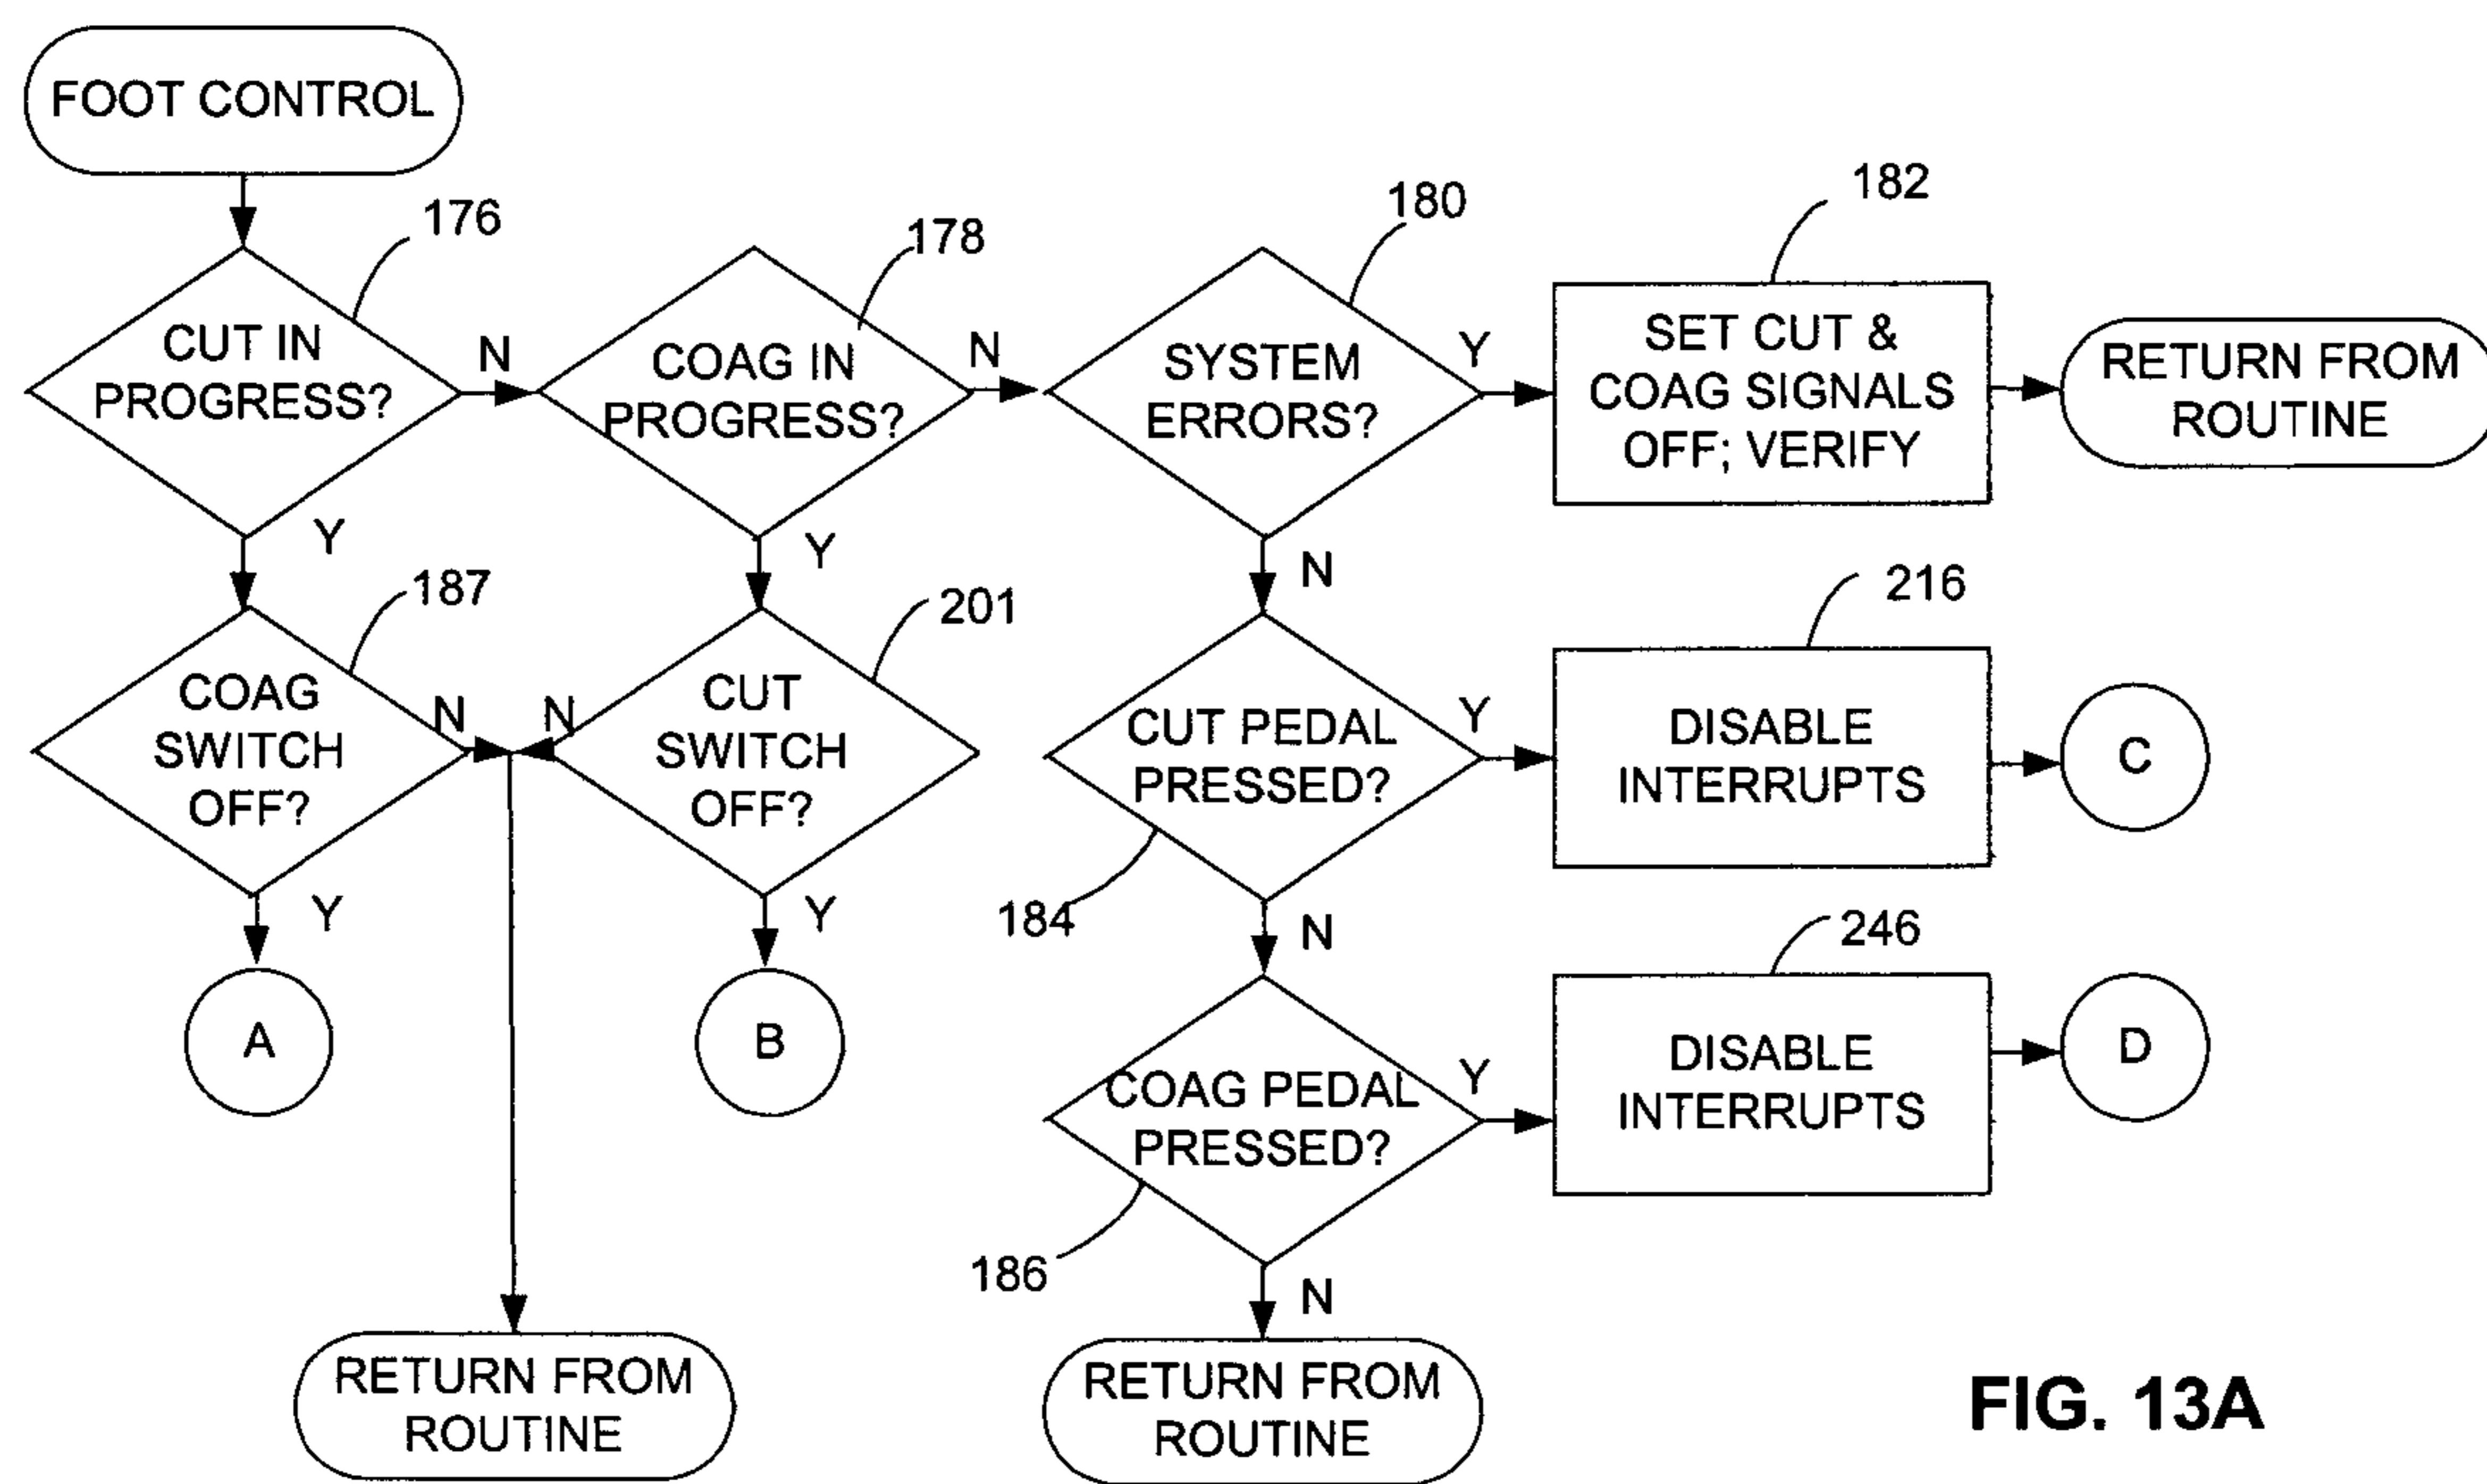 FOOT CONTROL
176
CUT IN
PROGRESS?
N
Y
178
COAG IN
PROGRESS?
N
Y
180
SYSTEM
ERRORS?
Y
N
182
SET CUT &
COAG SIGNALS
OFF; VERIFY
RETURN FROM
ROUTINE
187
COAG
SWITCH
OFF?
N
Y
A
201
CUT
SWITCH
OFF?
N
Y
B
RETURN FROM
ROUTINE
184
CUT PEDAL
PRESSED?
Y
N
216
DISABLE
INTERRUPTS
C
186
COAG PEDAL
PRESSED?
Y
N
246
DISABLE
INTERRUPTS
D
RETURN FROM
ROUTINE
FIG. 13A